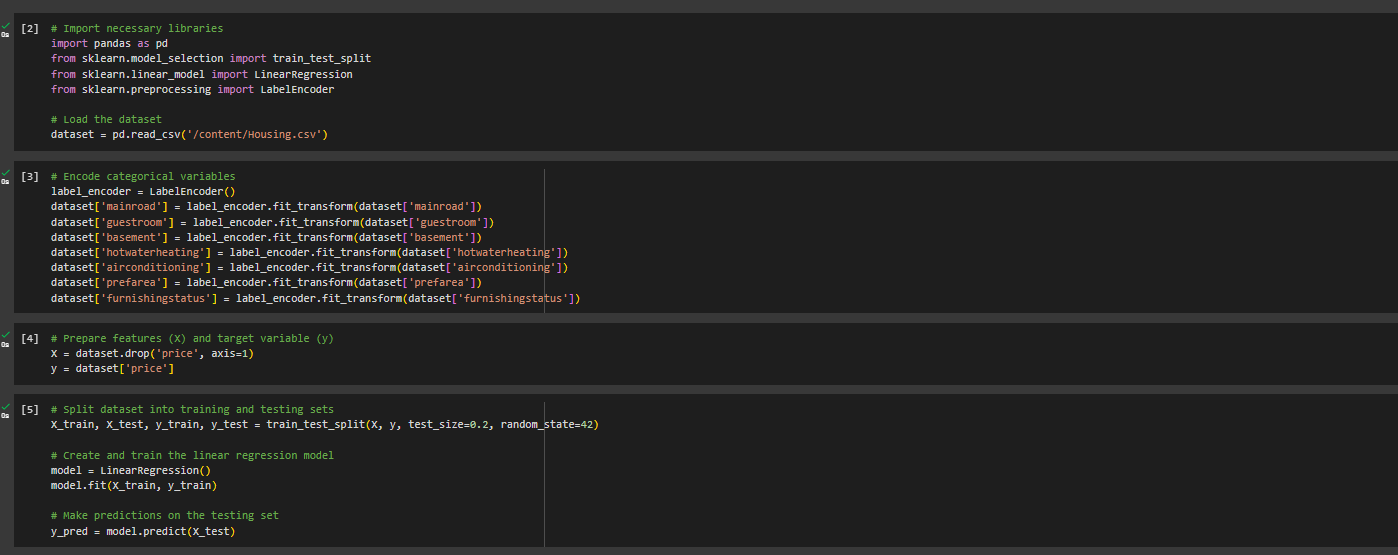 [2] # Import necessary libraries
0s import pandas as pd
from sklearn.model_selection import train_test_split
from sklearn.linear_model import LinearRegression
from sklearn.preprocessing import LabelEncoder
# Load the dataset
dataset = pd.read_csv('/content/Housing.csv')
[3] # Encode categorical variables
0s label_encoder = LabelEncoder()
dataset['mainroad'] = label_encoder.fit_transform(dataset['mainroad'])
dataset['guestroom'] = label_encoder.fit_transform(dataset['guestroom'])
dataset['basement'] = label_encoder.fit_transform(dataset['basement'])
dataset['hotwaterheating'] = label_encoder.fit_transform(dataset['hotwaterheating'])
dataset['airconditioning'] = label_encoder.fit_transform(dataset['airconditioning'])
dataset['prefarea'] = label_encoder.fit_transform(dataset['prefarea'])
dataset['furnishingstatus'] = label_encoder.fit_transform(dataset['furnishingstatus'])
[4] # Prepare features (X) and target variable (y)
0s X = dataset.drop('price', axis=1)
y = dataset['price']
[5] # Split dataset into training and testing sets
0s X_train, X_test, y_train, y_test = train_test_split(X, y, test_size=0.2, random_state=42)
# Create and train the linear regression model
model = LinearRegression()
model.fit(X_train, y_train)
# Make predictions on the testing set
y_pred = model.predict(X_test)